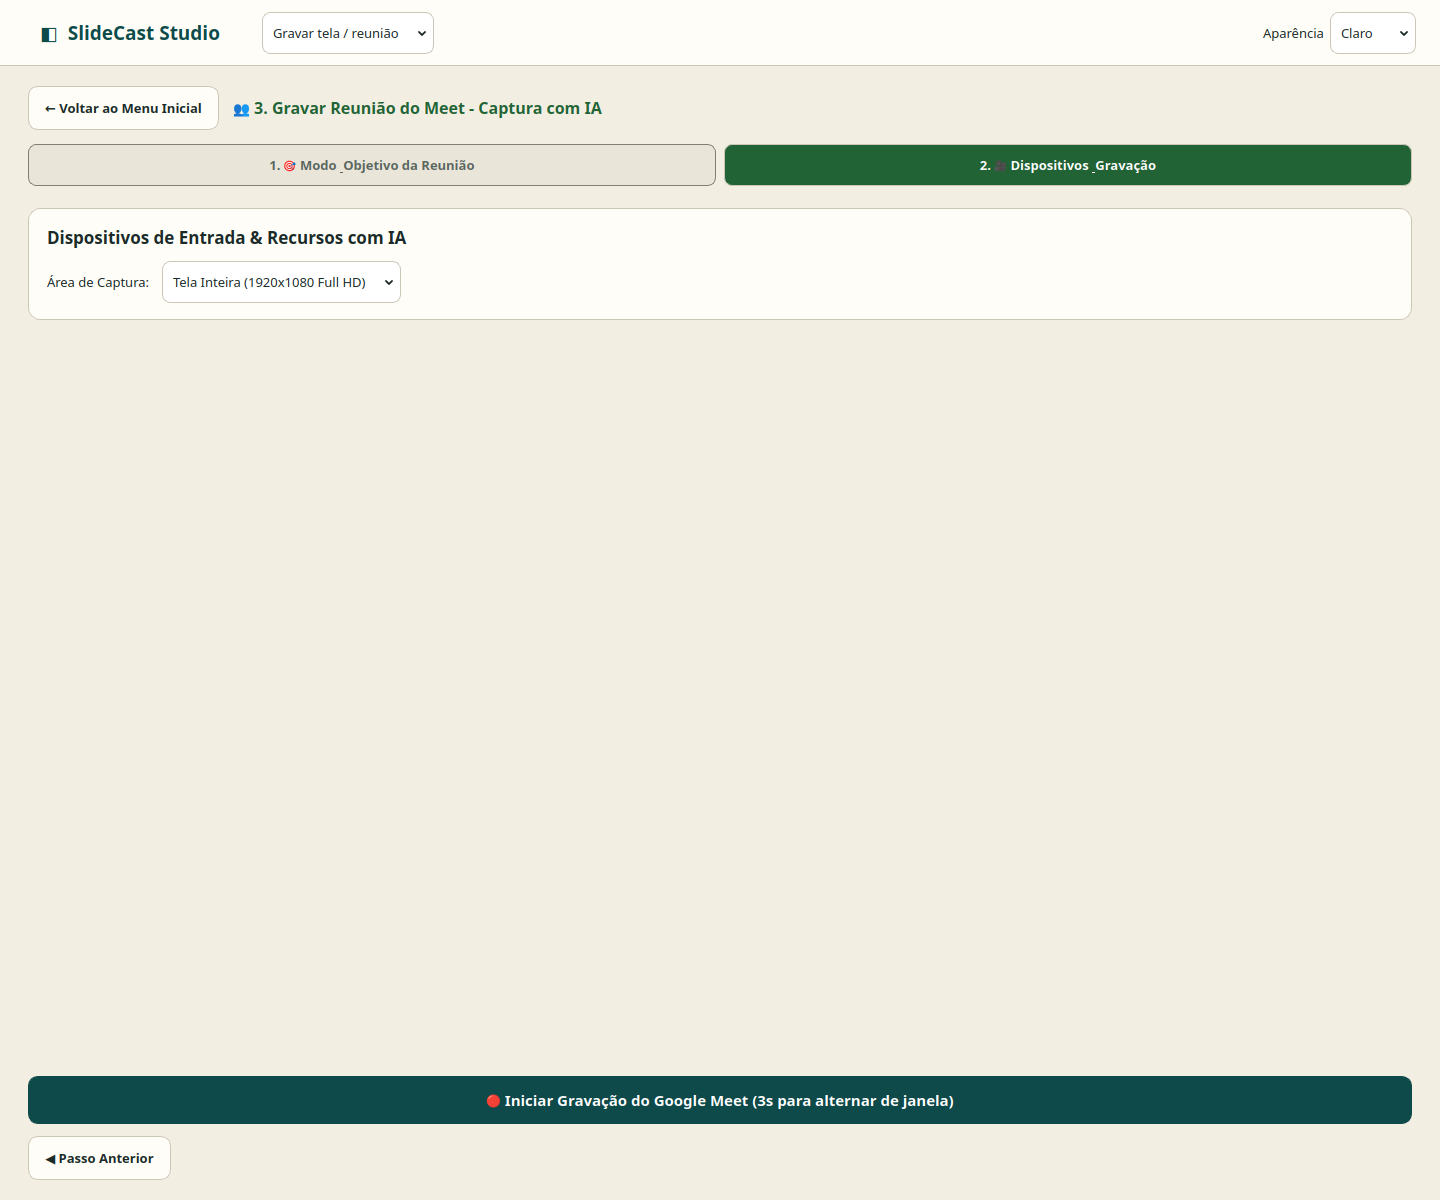 SlideCast Studio
Gravar tela / reunião
Aparência
Claro
← Voltar ao Menu Inicial
👥 3. Gravar Reunião do Meet - Captura com IA
1. 🎯 Modo _Objetivo da Reunião
2. 🎥 Dispositivos _Gravação
Dispositivos de Entrada & Recursos com IA
Área de Captura:
Tela Inteira (1920x1080 Full HD)
🔴 Iniciar Gravação do Google Meet (3s para alternar de janela)
◀ Passo Anterior